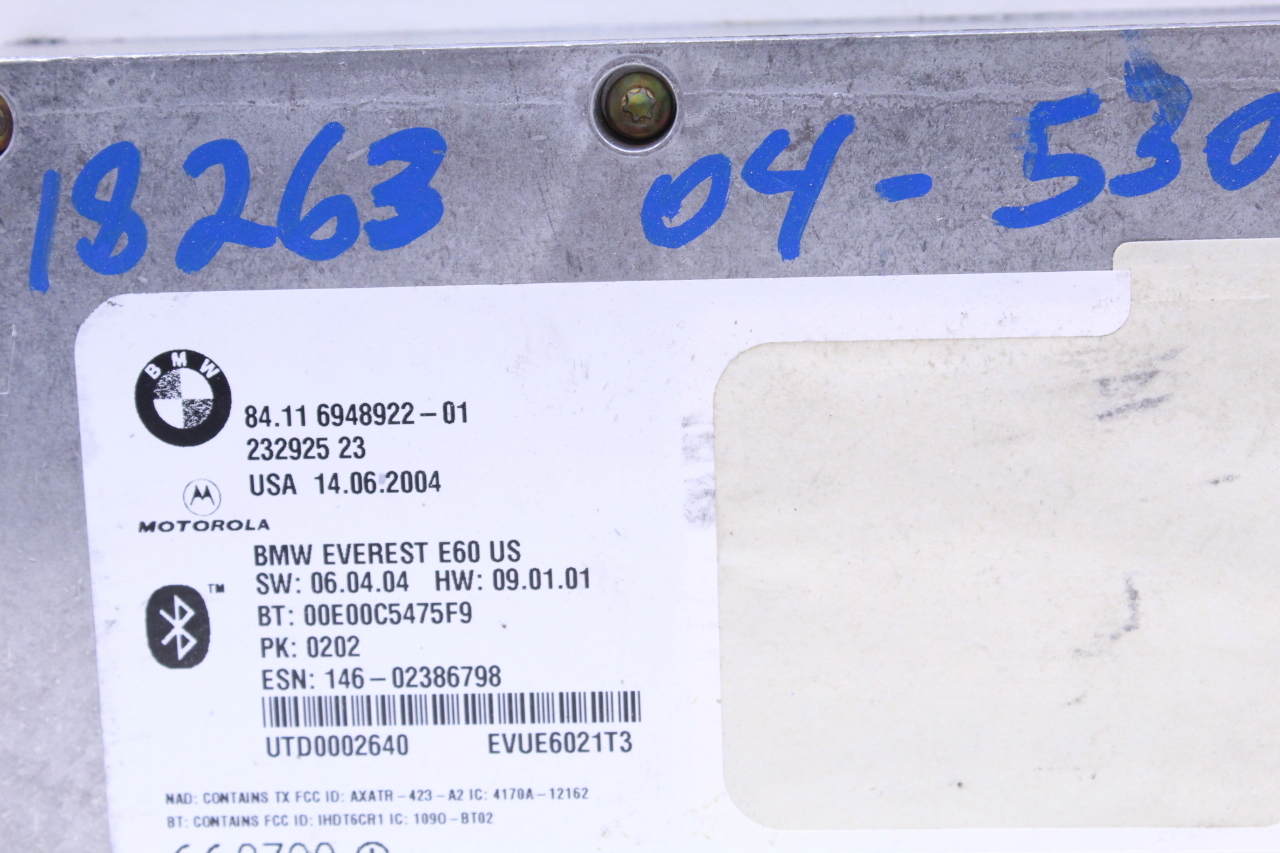 18263 04-530
BMW
84.11 6948922-01
232925 23
USA 14.06.2004
MOTOROLA
BMW EVEREST E60 US
SW: 06.04.04 HW: 09.01.01
TM
BT: 00E00C5475F9
PK: 0202
ESN: 146-02386798
UTD0002640 EVUE6021T3
NAD: CONTAINS TX FCC ID: AXATR-423-A2 IC: 4170A-12162
BT: CONTAINS FCC ID: IHDT6CR1 IC: 109O-BT02